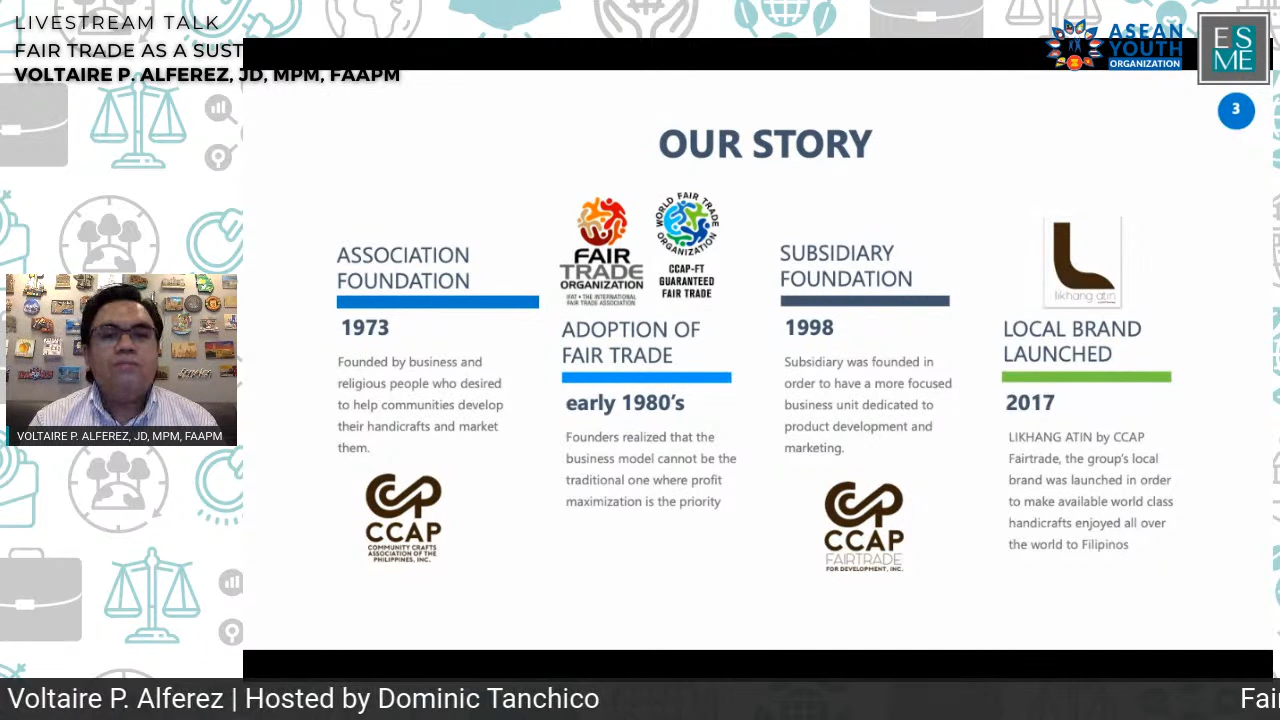 LIVESTREAM TALK
FAIR TRADE AS A SUST
VOLTAIRE P. ALFEREZ, JD, MPM, FAAPM
ASEAN
YOUTH
ORGANIZATION
ES
ME
3
OUR STORY
ASSOCIATION
FOUNDATION
1973
Founded by business and
religious people who desired
to help communities develop
their handicrafts and market
them.
CCAP
COMMUNITY CRAFTS
ASSOCIATION OF THE
PHILIPPINES, INC.
FAIR
TRADE
ORGANIZATION
IFAT • THE INTERNATIONAL
FAIR TRADE ASSOCIATION
WORLD FAIR TRADE
ORGANIZATION
CCAP-FT
GUARANTEED
FAIR TRADE
ADOPTION OF
FAIR TRADE
early 1980's
Founders realized that the
business model cannot be the
traditional one where profit
maximization is the priority
SUBSIDIARY
FOUNDATION
1998
Subsidiary was founded in
order to have a more focused
business unit dedicated to
product development and
marketing.
CCAP
FAIRTRADE
FOR DEVELOPMENT, INC.
likhang atin
LOCAL BRAND
LAUNCHED
2017
LIKHANG ATIN by CCAP
Fairtrade, the group's local
brand was launched in order
to make available world class
handicrafts enjoyed all over
the world to Filipinos
VOLTAIRE P. ALFEREZ, JD, MPM, FAAPM
Voltaire P. Alferez | Hosted by Dominic Tanchico
Fair